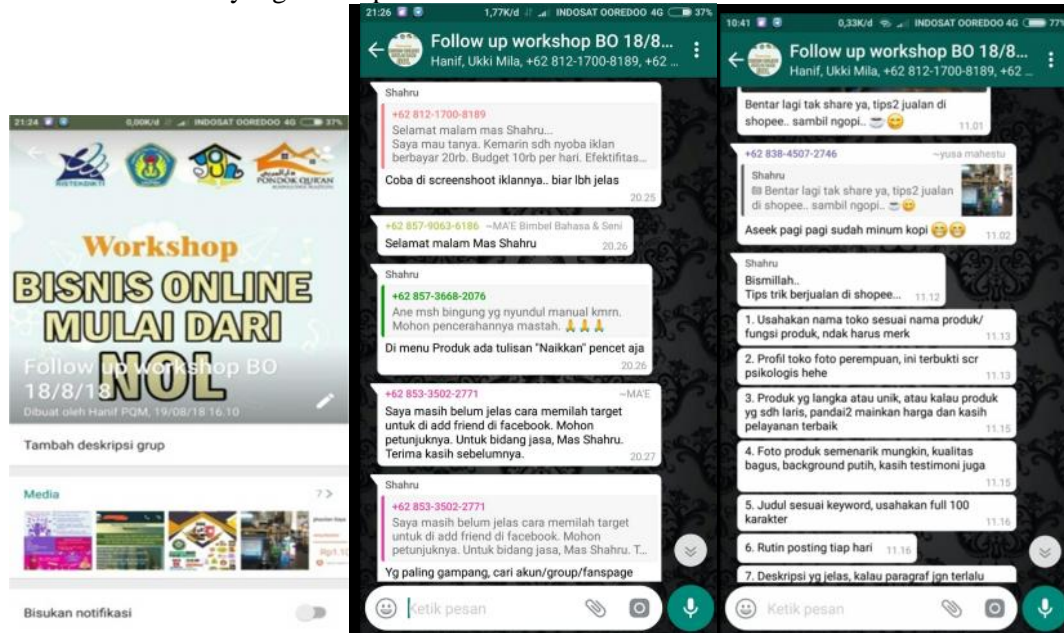 21:24 0,00K/d INDOSAT OOREDOO 4G 37%
RISTEKDIKTI
PONDOK QURAN
Workshop
BISNIS ONLINE
MULAI DARI
NOL
Follow up workshop BO
18/8/18
Dibuat oleh Hanif PQM, 19/08/18 16.10
Tambah deskripsi grup
Media
7 >
Bisukan notifikasi
21:26 1,77K/d INDOSAT OOREDOO 4G 37%
Follow up workshop BO 18/8...
Hanif, Ukki Mila, +62 812-1700-8189, +62 ...
Shahru
+62 812-1700-8189
Selamat malam mas Shahru...
Saya mau tanya. Kemarin sdh nyoba iklan
berbayar 20rb. Budget 10rb per hari. Efektifitas...
Coba di screenshoot iklannya.. biar lbh jelas
20.25
+62 857-9063-6186 ~MA'E Bimbel Bahasa & Seni
Selamat malam Mas Shahru 20.26
Shahru
+62 857-3668-2076
Ane msh bingung yg nyundul manual kmrn.
Mohon pencerahannya mastah. 🙏🙏🙏
Di menu Produk ada tulisan "Naikkan" pencet aja
20.26
+62 853-3502-2771 ~MA'E
Saya masih belum jelas cara memilah target
untuk di add friend di facebook. Mohon
petunjuknya. Untuk bidang jasa, Mas Shahru.
Terima kasih sebelumnya. 20.27
Shahru
+62 853-3502-2771
Saya masih belum jelas cara memilah target
untuk di add friend di facebook. Mohon
petunjuknya. Untuk bidang jasa, Mas Shahru. T...
Yg paling gampang, cari akun/group/fanspage
Ketik pesan
10:41 0,33K/d INDOSAT OOREDOO 4G 77%
Follow up workshop BO 18/8...
Hanif, Ukki Mila, +62 812-1700-8189, +62 ...
Bentar lagi tak share ya, tips2 jualan di
shopee.. sambil ngopi.. ☕😋 11.01
+62 838-4507-2746 ~yusa mahestu
Shahru
Bentar lagi tak share ya, tips2 jualan
di shopee.. sambil ngopi.. ☕😋
Aseek pagi pagi sudah minum kopi 😁😁 11.02
Shahru
Bismillah..
Tips trik berjualan di shopee... 11.12
1. Usahakan nama toko sesuai nama produk/
fungsi produk, ndak harus merk 11.13
2. Profil toko foto perempuan, ini terbukti scr
psikologis hehe 11.13
3. Produk yg langka atau unik, atau kalau produk
yg sdh laris, pandai2 mainkan harga dan kasih
pelayanan terbaik 11.15
4. Foto produk semenarik mungkin, kualitas
bagus, background putih, kasih testimoni juga
11.15
5. Judul sesuai keyword, usahakan full 100
karakter 11.16
6. Rutin posting tiap hari 11.16
7. Deskripsi yg jelas, kalau paragraf jgn terlalu
Ketik pesan